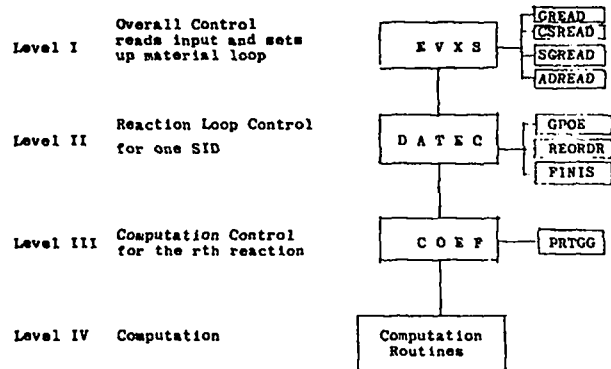 Level I
Overall Control
reads input and sets
up material loop
E V X S
GREAD
CSREAD
SGREAD
ADREAD
Level II
Reaction Loop Control
for one SID
D A T E C
GPOE
REORDR
FINIS
Level III
Computation Control
for the rth reaction
C O E F
PRTGG
Level IV
Computation
Computation
Routines